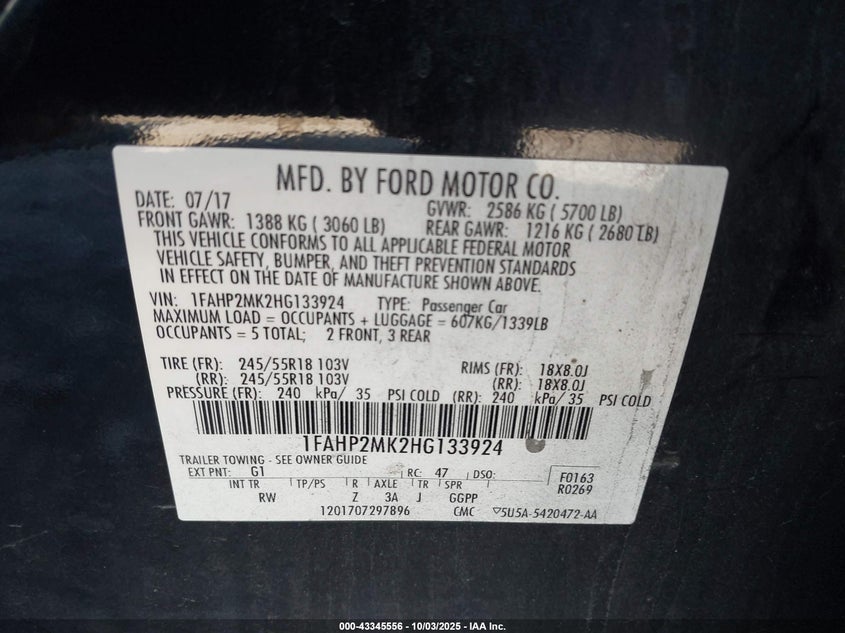 MFD. BY FORD MOTOR CO.
DATE: 07/17 GVWR: 2586 KG ( 5700 LB)
FRONT GAWR: 1388 KG ( 3060 LB) REAR GAWR: 1216 KG ( 2680 LB)
THIS VEHICLE CONFORMS TO ALL APPLICABLE FEDERAL MOTOR
VEHICLE SAFETY, BUMPER, AND THEFT PREVENTION STANDARDS
IN EFFECT ON THE DATE OF MANUFACTURE SHOWN ABOVE.
VIN: 1FAHP2MK2HG133924 TYPE: Passenger Car
MAXIMUM LOAD = OCCUPANTS + LUGGAGE = 607KG/1339LB
OCCUPANTS = 5 TOTAL; 2 FRONT, 3 REAR
TIRE (FR): 245/55R18 103V RIMS (FR): 18X8.0J
(RR): 245/55R18 103V (RR): 18X8.0J
PRESSURE (FR): 240 kPa/ 35 PSI COLD (RR): 240 kPa/ 35 PSI COLD
1FAHP2MK2HG133924
TRAILER TOWING - SEE OWNER GUIDE
EXT PNT: G1 RC: 47 DSO: F0163
INT TR TP/PS R AXLE TR SPR R0269
RW Z 3A J GGPP
1201707297896 CMC ▽5U5A-5420472-AA
000-43345556 - 10/03/2025 - IAA Inc.